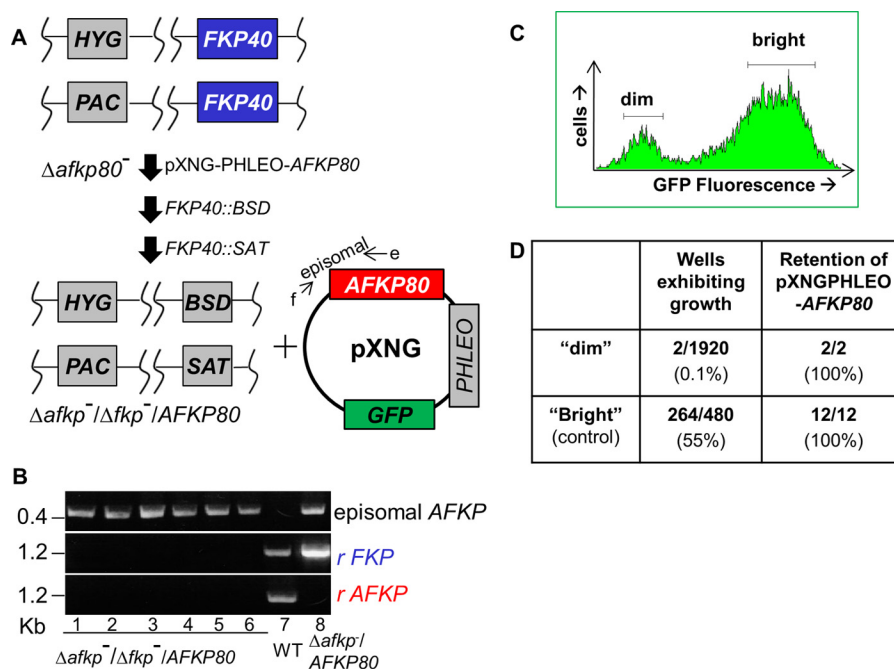 A
HYG FKP40
PAC FKP40
Δafkp80⁻ pXNG-PHLEO-AFKP80
FKP40::BSD
FKP40::SAT
HYG BSD
PAC SAT
Δafkp⁻/Δfkp⁻/AFKP80
+
f episomal e
AFKP80
pXNG
PHLEO
GFP
B
0.4 episomal AFKP
1.2 r FKP
1.2 r AFKP
Kb 1 2 3 4 5 6 7 8
Δafkp⁻/Δfkp⁻/AFKP80 WT Δafkp⁻/
AFKP80
C
bright
dim
cells →
GFP Fluorescence →
D
Wells exhibiting growth
Retention of pXNGPHLEO -AFKP80
"dim" 2/1920 2/2
(0.1%) (100%)
"Bright" 264/480 12/12
(control) (55%) (100%)